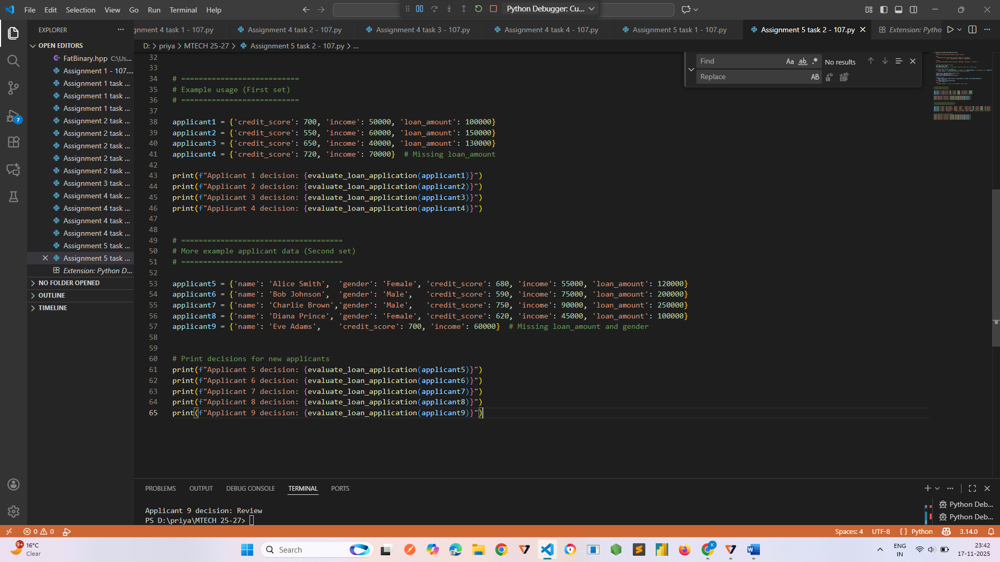 File Edit Selection View Go Run Terminal Help
Python Debugger: Cu...
EXPLORER
gnment 4 task 1 - 107.py
Assignment 4 task 2 - 107.py
Assignment 4 task 3 - 107.py
Assignment 4 task 4 - 107.py
Assignment 5 task 1 - 107.py
Assignment 5 task 2 - 107.py
Extension: Pytho
OPEN EDITORS
FatBinary.hpp C:\Us...
Assignment 1 - 107....
Assignment 1 task ...
Assignment 1 task ...
Assignment 1 task ...
Assignment 2 task ...
Assignment 2 task ...
Assignment 2 task ...
Assignment 2 task ...
Assignment 2 task ...
Assignment 3 task ...
Assignment 4 task ...
Assignment 4 task ...
Assignment 4 task ...
Assignment 4 task ...
Assignment 5 task ...
Assignment 5 task ...
Extension: Python D...
NO FOLDER OPENED
OUTLINE
TIMELINE
7
D: > priya > MTECH 25-27 > Assignment 5 task 2 - 107.py > ...
Find Aa ab .* No results
Replace AB
32
33
34 # ===========================
35 # Example usage (First set)
36 # ===========================
37
38 applicant1 = {'credit_score': 700, 'income': 50000, 'loan_amount': 100000}
39 applicant2 = {'credit_score': 550, 'income': 60000, 'loan_amount': 150000}
40 applicant3 = {'credit_score': 650, 'income': 40000, 'loan_amount': 130000}
41 applicant4 = {'credit_score': 720, 'income': 70000}  # Missing loan_amount
42
43 print(f"Applicant 1 decision: {evaluate_loan_application(applicant1)}")
44 print(f"Applicant 2 decision: {evaluate_loan_application(applicant2)}")
45 print(f"Applicant 3 decision: {evaluate_loan_application(applicant3)}")
46 print(f"Applicant 4 decision: {evaluate_loan_application(applicant4)}")
47
48
49 # =====================================
50 # More example applicant data (Second set)
51 # =====================================
52
53 applicant5 = {'name': 'Alice Smith',  'gender': 'Female', 'credit_score': 680, 'income': 55000, 'loan_amount': 120000}
54 applicant6 = {'name': 'Bob Johnson',  'gender': 'Male',   'credit_score': 590, 'income': 75000, 'loan_amount': 200000}
55 applicant7 = {'name': 'Charlie Brown','gender': 'Male',   'credit_score': 750, 'income': 90000, 'loan_amount': 250000}
56 applicant8 = {'name': 'Diana Prince', 'gender': 'Female', 'credit_score': 620, 'income': 45000, 'loan_amount': 100000}
57 applicant9 = {'name': 'Eve Adams',    'credit_score': 700, 'income': 60000}  # Missing loan_amount and gender
58
59
60 # Print decisions for new applicants
61 print(f"Applicant 5 decision: {evaluate_loan_application(applicant5)}")
62 print(f"Applicant 6 decision: {evaluate_loan_application(applicant6)}")
63 print(f"Applicant 7 decision: {evaluate_loan_application(applicant7)}")
64 print(f"Applicant 8 decision: {evaluate_loan_application(applicant8)}")
65 print(f"Applicant 9 decision: {evaluate_loan_application(applicant9)}")
PROBLEMS OUTPUT DEBUG CONSOLE TERMINAL PORTS
Applicant 9 decision: Review
PS D:\priya\MTECH 25-27>
Python Deb...
Python Deb...
0 0
Spaces: 4 UTF-8 { } Python 3.14.0
9+ 16°C
Clear
Search
K
ENG
IN
23:42
17-11-2025